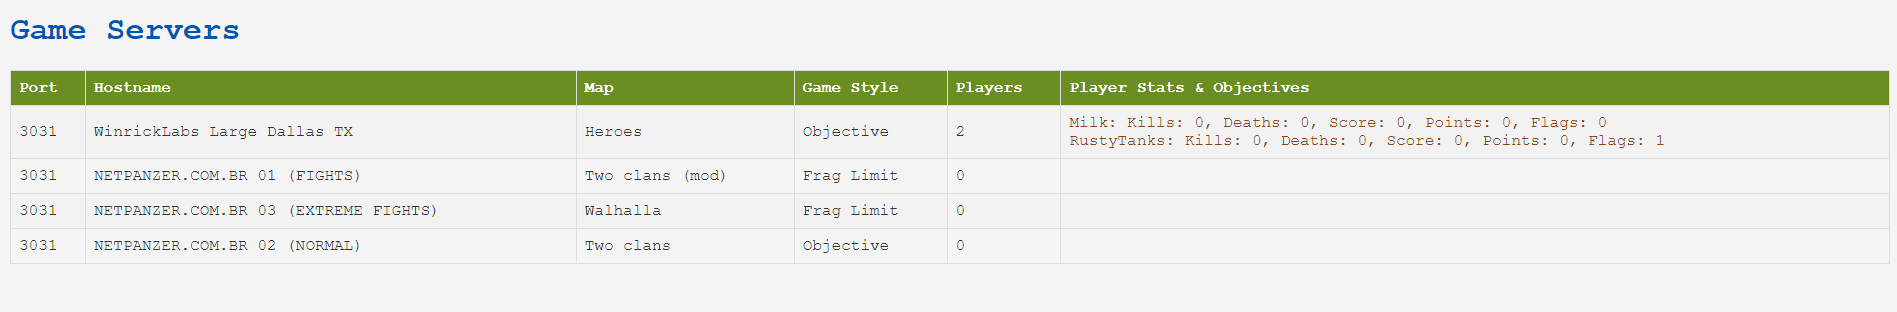 Game Servers
Port Hostname Map Game Style Players Player Stats & Objectives
3031 WinrickLabs Large Dallas TX Heroes Objective 2 Milk: Kills: 0, Deaths: 0, Score: 0, Points: 0, Flags: 0
RustyTanks: Kills: 0, Deaths: 0, Score: 0, Points: 0, Flags: 1
3031 NETPANZER.COM.BR 01 (FIGHTS) Two clans (mod) Frag Limit 0
3031 NETPANZER.COM.BR 03 (EXTREME FIGHTS) Walhalla Frag Limit 0
3031 NETPANZER.COM.BR 02 (NORMAL) Two clans Objective 0